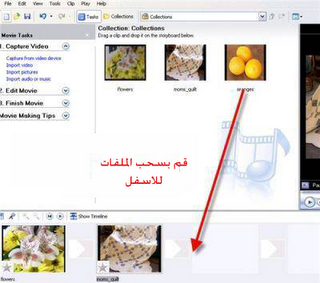 File Edit View Tools Clip Play Help
Tasks Collections Collections
Movie Tasks
Collection: Collections
Drag a clip and drop it on the storyboard below.
1. Capture Video
Capture from video device
Import video
Import pictures
Import audio or music
2. Edit Movie
3. Finish Movie
Movie Making Tips
flowers
moms_quilt
oranges
قم بسحب الملفات
للاسفل
Show Timeline
flowers
moms_quilt